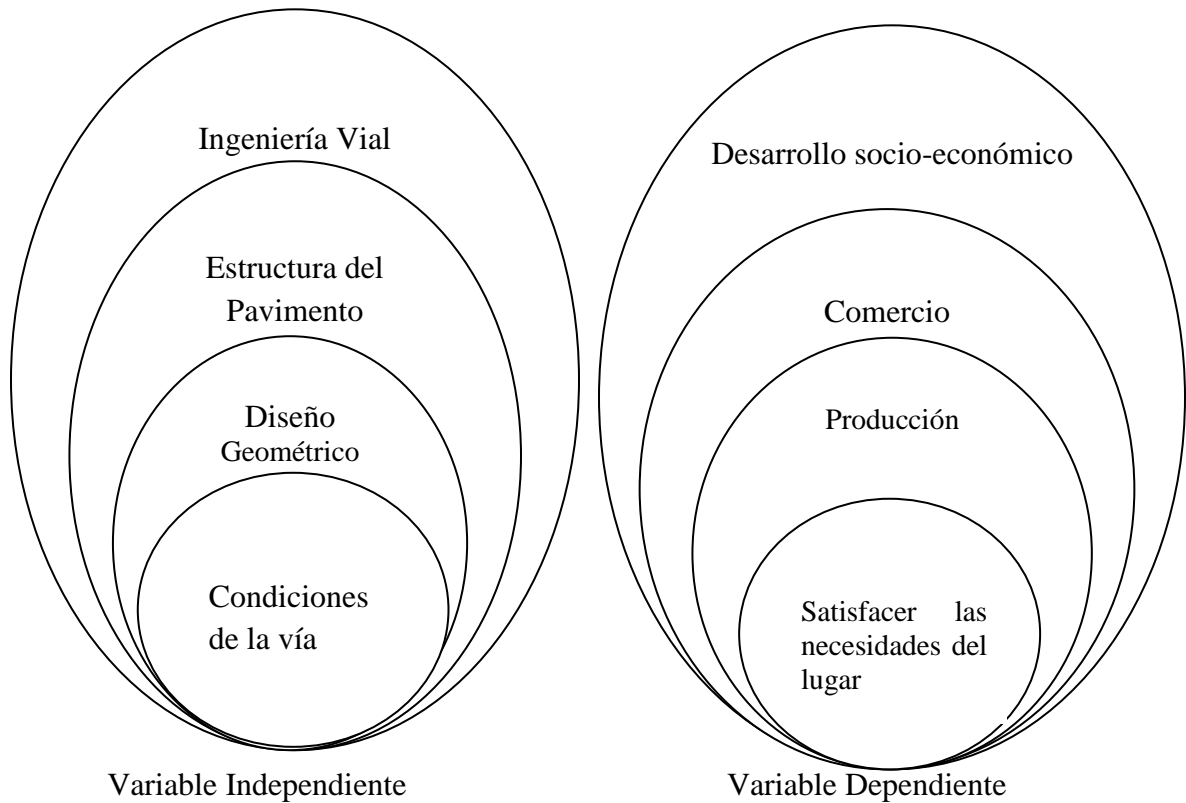 Ingeniería Vial
Estructura del
Pavimento
Diseño
Geométrico
Condiciones
de la vía
Variable Independiente
Desarrollo socio-económico
Comercio
Producción
Satisfacer las
necesidades del
lugar
Variable Dependiente